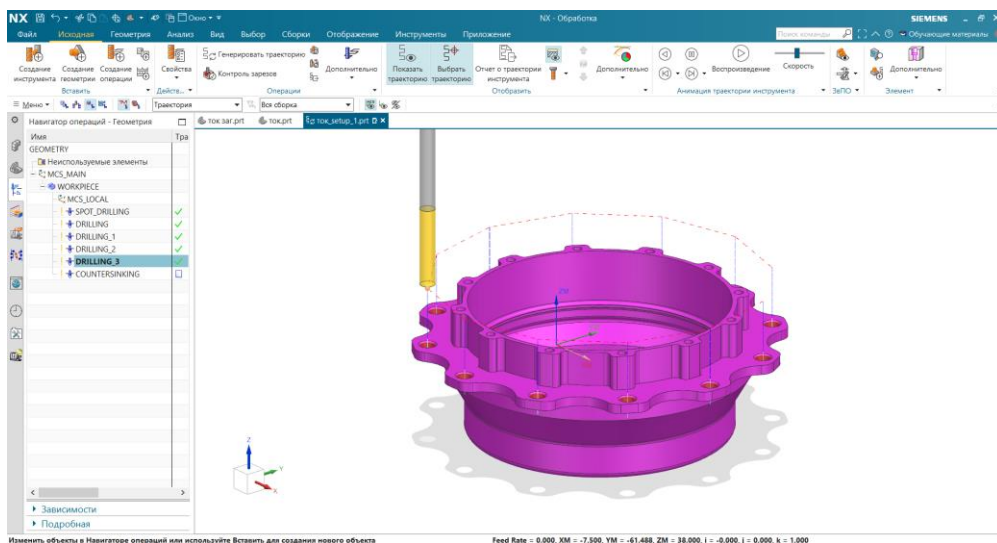 NX Окно NX - Обработка SIEMENS
Файл Исходная Геометрия Анализ Вид Выбор Сборки Отображение Инструменты Приложение Поиск команды Обучающие материалы
Создание инструмента Создание геометрии Создание операции Свойства Генерировать траекторию Контроль зарезов Дополнительно Показать траекторию Выбрать траекторию Отчет о траектории инструмента Дополнительно Воспроизведение Скорость Дополнительно
Вставить Действ... Операции Отобразить Анимация траектории инструмента ЗвПО Элемент
Меню Траектория Вся сборка
Навигатор операций - Геометрия ток заг.prt ток.prt ток_setup_1.prt
Имя Тра
GEOMETRY
Неиспользуемые элементы
MCS_MAIN
WORKPIECE
MCS_LOCAL
SPOT_DRILLING
DRILLING
DRILLING_1
DRILLING_2
DRILLING_3
COUNTERSINKING
ZM
Z
Y
X
Зависимости
Подробная
Изменить объекты в Навигаторе операций или используйте Вставить для создания нового объекта Feed Rate = 0.000, XM = -7.500, YM = -61.488, ZM = 38.000, i = -0.000, j = 0.000, k = 1.000